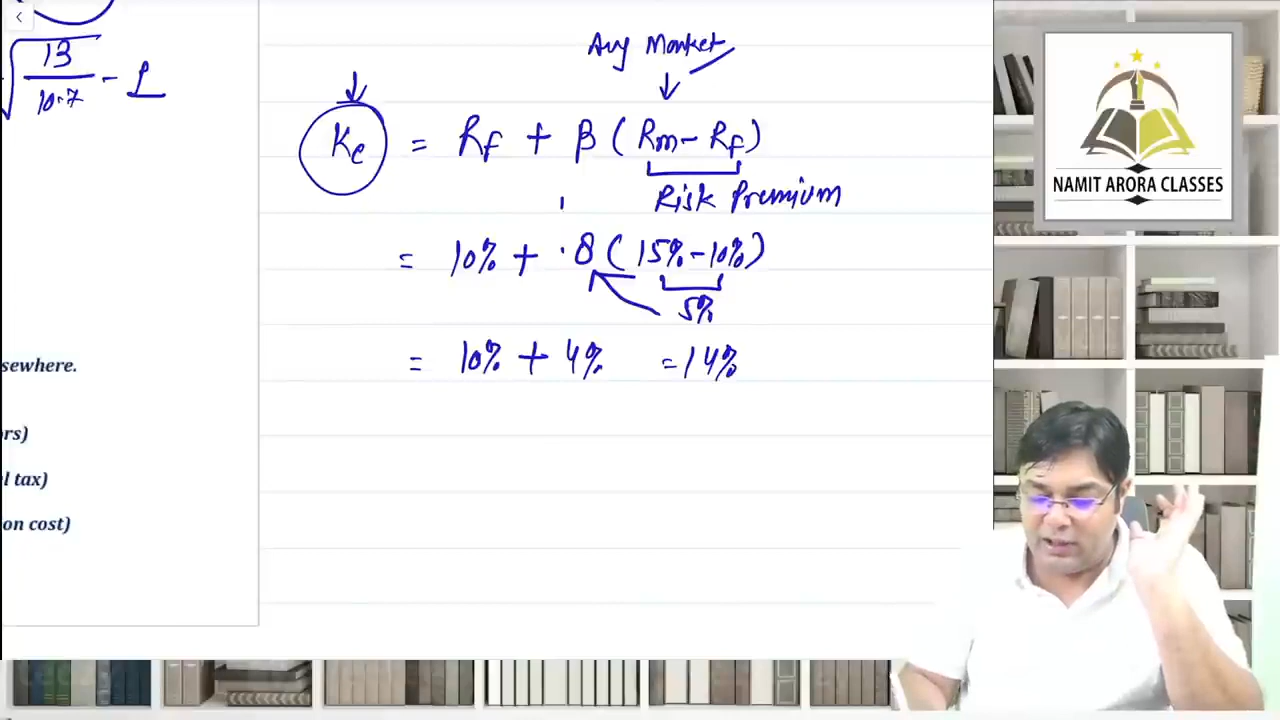 √13/10.7 - 1
Avg Market
Ke = Rf + β (Rm - Rf)
Risk Premium
= 10% + .8 (15% - 10%)
5%
= 10% + 4% = 14%
sewhere.
rs)
l tax)
on cost)
NAMIT ARORA CLASSES